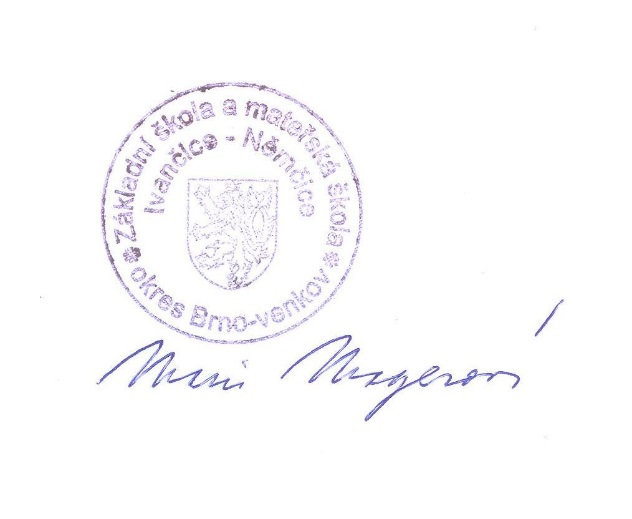 Základní škola a mateřská škola
Ivančice - Němčice
* okres Brno-venkov *